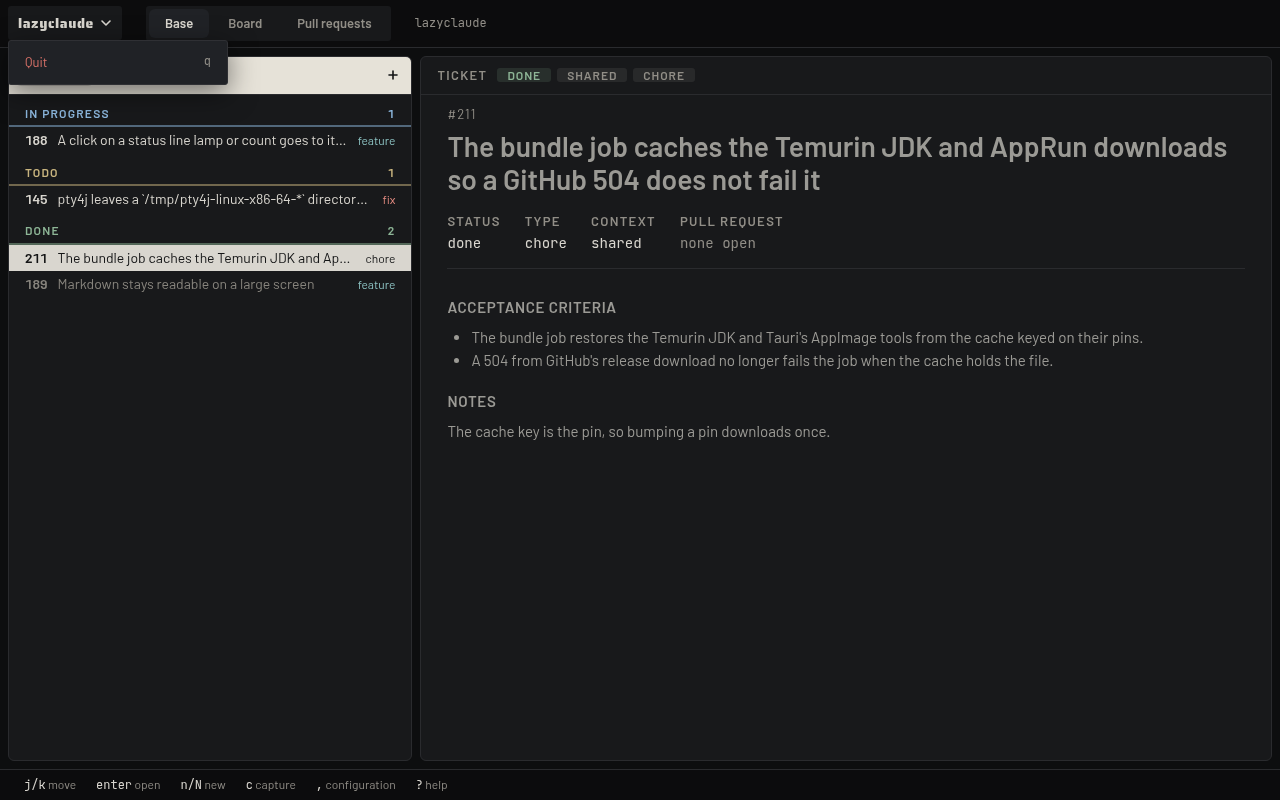 lazyclaude
Base Board Pull requests
lazyclaude
Quit q
+
IN PROGRESS 1
188 A click on a status line lamp or count goes to it… feature
TODO 1
145 pty4j leaves a `/tmp/pty4j-linux-x86-64-*` director… fix
DONE 2
211 The bundle job caches the Temurin JDK and Ap… chore
189 Markdown stays readable on a large screen feature
TICKET DONE SHARED CHORE
#211
The bundle job caches the Temurin JDK and AppRun downloads
so a GitHub 504 does not fail it
STATUS TYPE CONTEXT PULL REQUEST
done chore shared none open
ACCEPTANCE CRITERIA
• The bundle job restores the Temurin JDK and Tauri's AppImage tools from the cache keyed on their pins.
• A 504 from GitHub's release download no longer fails the job when the cache holds the file.
NOTES
The cache key is the pin, so bumping a pin downloads once.
j/k move enter open n/N new c capture , configuration ? help